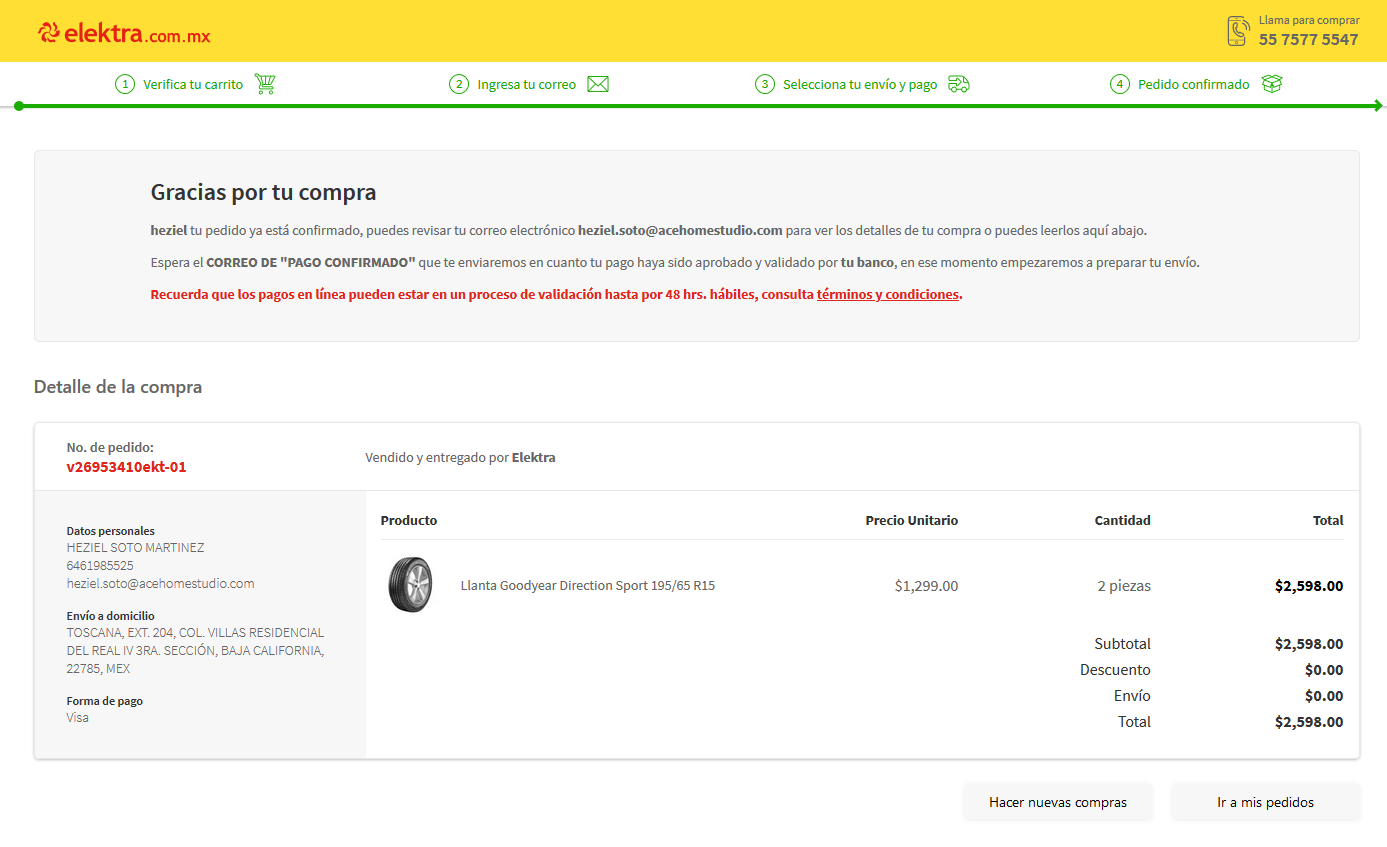 elektra.com.mx
Llama para comprar
55 7577 5547
1 Verifica tu carrito
2 Ingresa tu correo
3 Selecciona tu envío y pago
4 Pedido confirmado
Gracias por tu compra
heziel tu pedido ya está confirmado, puedes revisar tu correo electrónico heziel.soto@acehomestudio.com para ver los detalles de tu compra o puedes leerlos aquí abajo.
Espera el CORREO DE "PAGO CONFIRMADO" que te enviaremos en cuanto tu pago haya sido aprobado y validado por tu banco, en ese momento empezaremos a preparar tu envío.
Recuerda que los pagos en línea pueden estar en un proceso de validación hasta por 48 hrs. hábiles, consulta términos y condiciones.
Detalle de la compra
No. de pedido:
v26953410ekt-01
Vendido y entregado por Elektra
Datos personales
HEZIEL SOTO MARTINEZ
6461985525
heziel.soto@acehomestudio.com
Envío a domicilio
TOSCANA, EXT. 204, COL. VILLAS RESIDENCIAL
DEL REAL IV 3RA. SECCIÓN, BAJA CALIFORNIA,
22785, MEX
Forma de pago
Visa
Producto Precio Unitario Cantidad Total
Llanta Goodyear Direction Sport 195/65 R15 $1,299.00 2 piezas $2,598.00
Subtotal $2,598.00
Descuento $0.00
Envío $0.00
Total $2,598.00
Hacer nuevas compras
Ir a mis pedidos